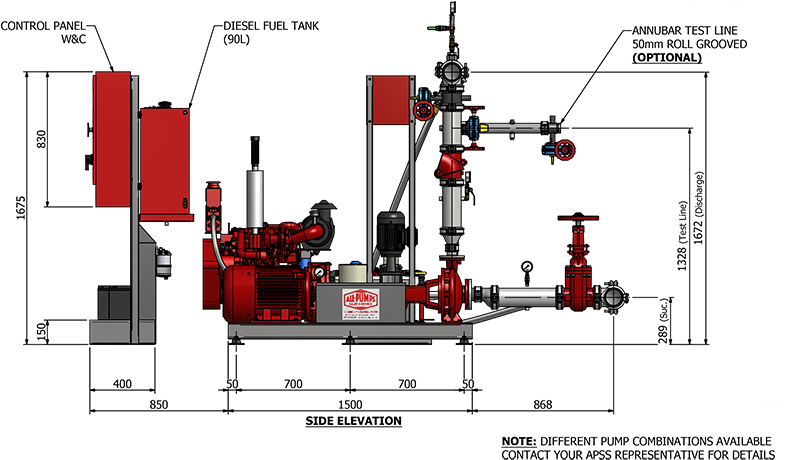 CONTROL PANEL
W&C
DIESEL FUEL TANK
(90L)
ANNUBAR TEST LINE
50mm ROLL GROOVED
(OPTIONAL)
830
1675
150
1328 (Test Line)
1672 (Discharge)
289 (Suc.)
ALL PUMPS
400
50
700
700
50
850
1500
868
SIDE ELEVATION
NOTE: DIFFERENT PUMP COMBINATIONS AVAILABLE
CONTACT YOUR APSS REPRESENTATIVE FOR DETAILS